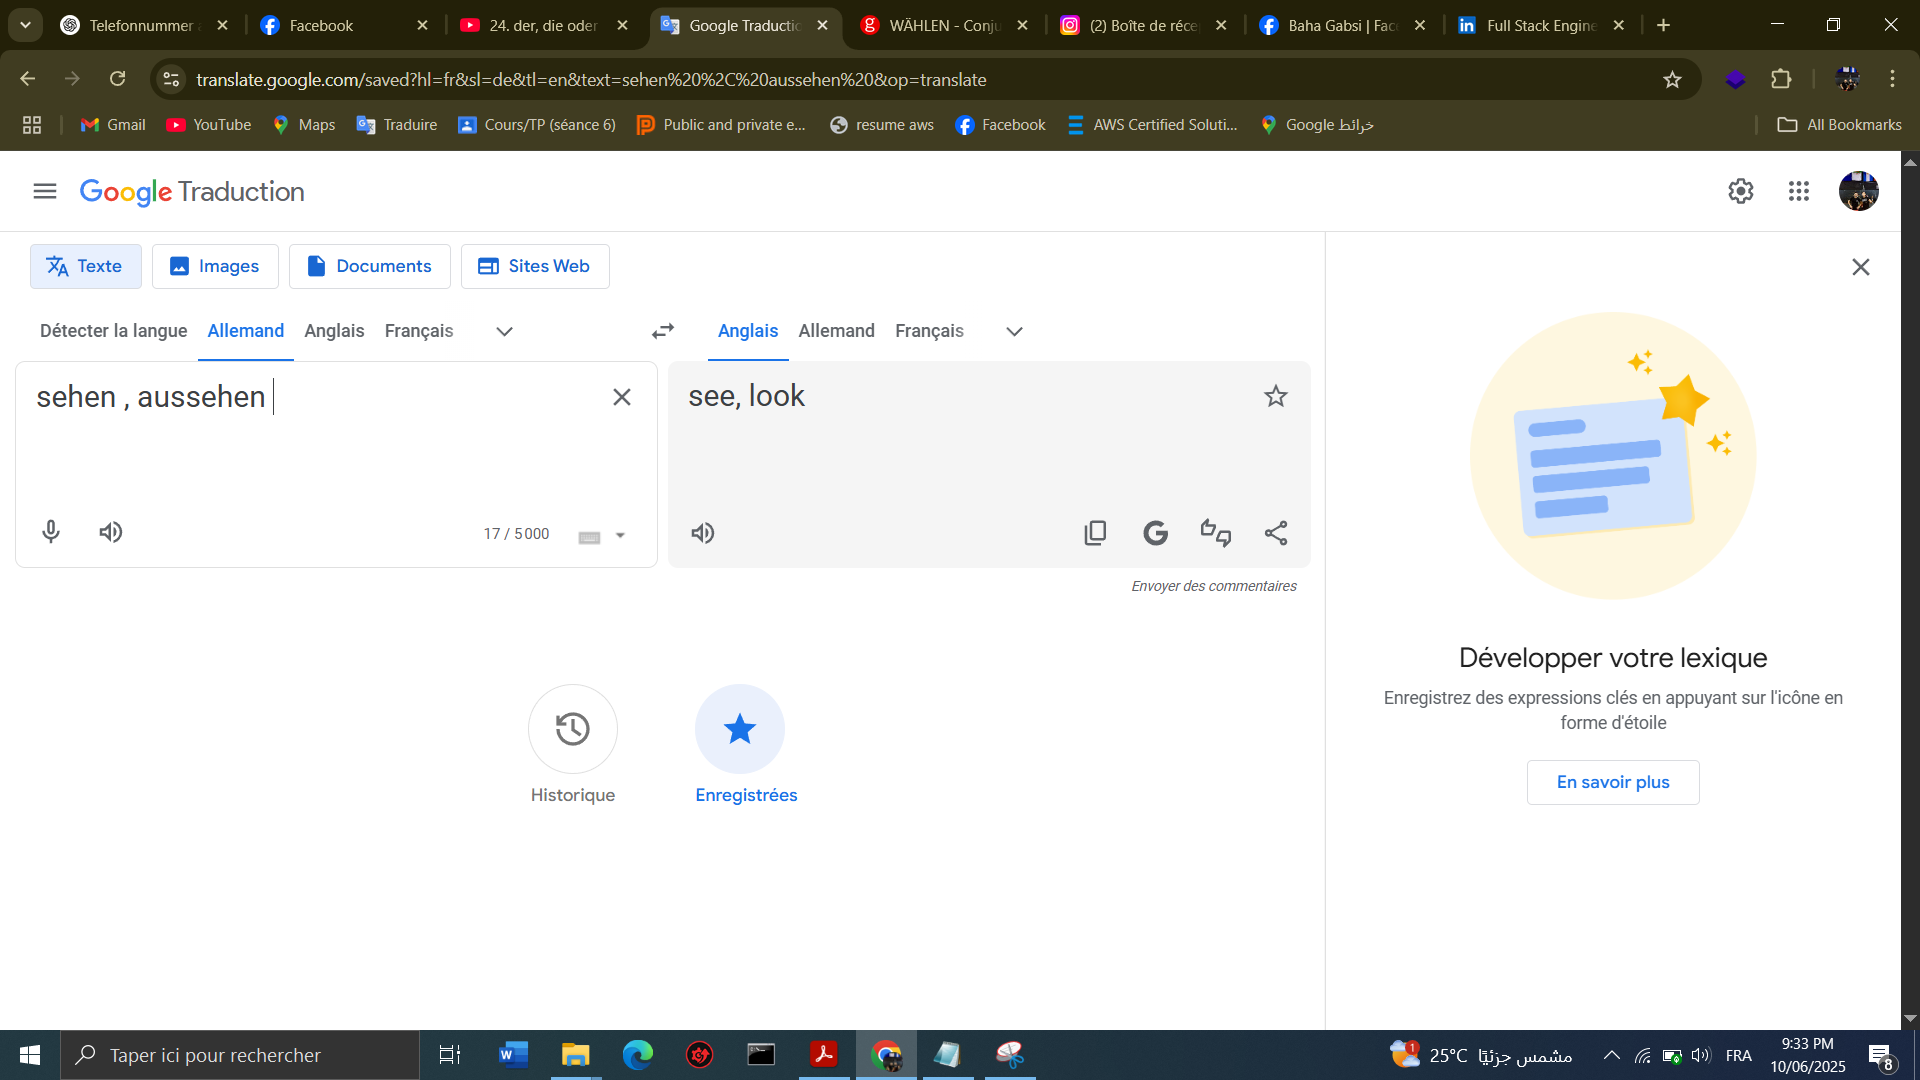 Telefonnummer a
Facebook
24. der, die oder
Google Traductio
WÄHLEN - Conju
(2) Boîte de récep
Baha Gabsi | Fac
Full Stack Engine
translate.google.com/saved?hl=fr&sl=de&tl=en&text=sehen%20%2C%20aussehen%20&op=translate
Gmail
YouTube
Maps
Traduire
Cours/TP (séance 6)
Public and private e...
resume aws
Facebook
AWS Certified Soluti...
خرائط Google
All Bookmarks
Google Traduction
Texte
Images
Documents
Sites Web
Détecter la langue
Allemand
Anglais
Français
Anglais
Allemand
Français
sehen , aussehen
see, look
17 / 5 000
Envoyer des commentaires
Historique
Enregistrées
Développer votre lexique
Enregistrez des expressions clés en appuyant sur l'icône en
forme d'étoile
En savoir plus
Taper ici pour rechercher
1
25°C مشمس جزئيًا
FRA
9:33 PM
10/06/2025
8